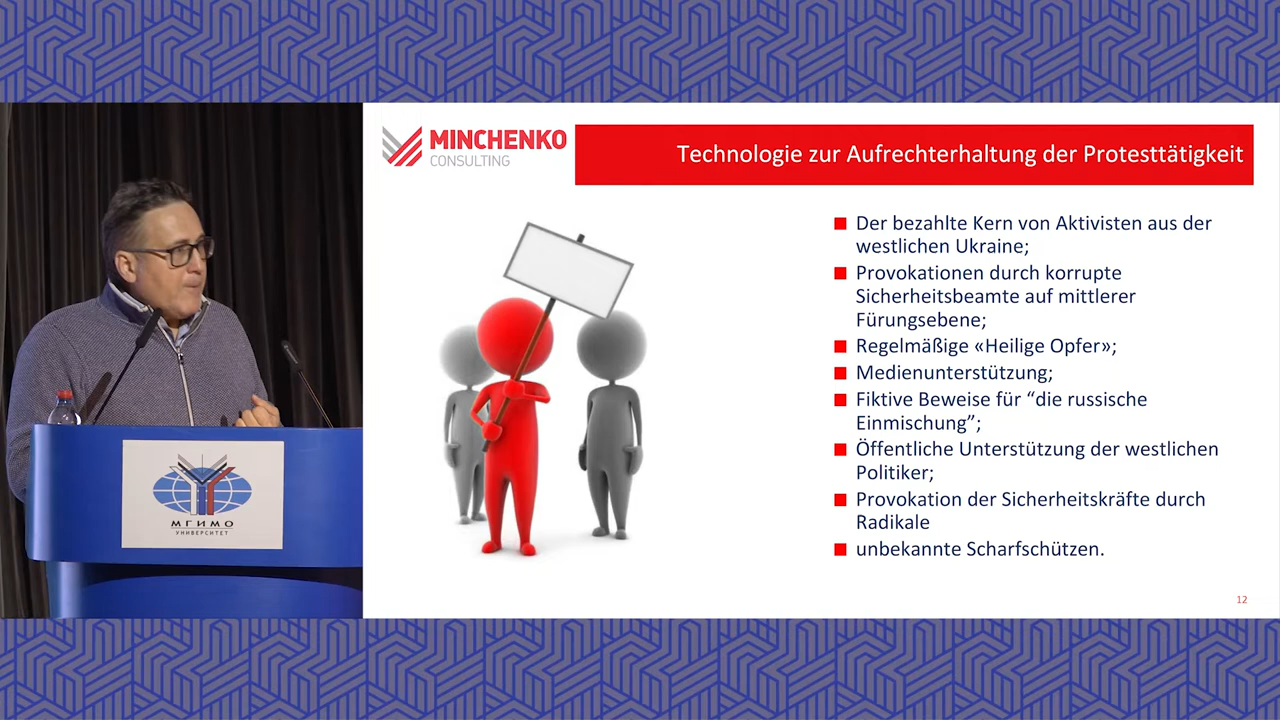 MINCHENKO
CONSULTING
Technologie zur Aufrechterhaltung der Protesttätigkeit
Der bezahlte Kern von Aktivisten aus der
westlichen Ukraine;
Provokationen durch korrupte
Sicherheitsbeamte auf mittlerer
Fürungsebene;
Regelmäßige «Heilige Opfer»;
Medienunterstützung;
Fiktive Beweise für “die russische
Einmischung”;
Öffentliche Unterstützung der westlichen
Politiker;
Provokation der Sicherheitskräfte durch
Radikale
unbekannte Scharfschützen.
12
МГИМО
УНИВЕРСИТЕТ